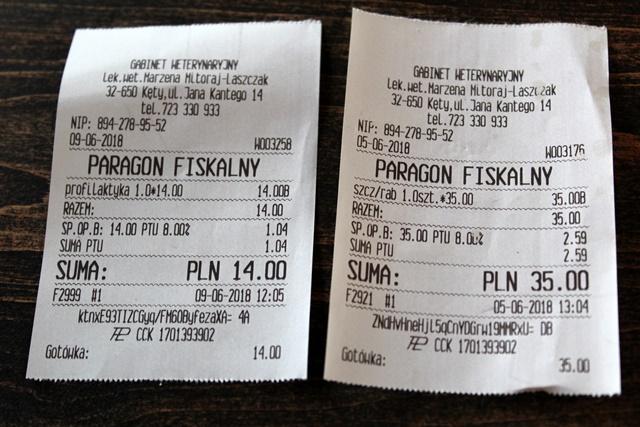 GABINET WETERYNARYJNY
Lek.wet.Marzena Mitoraj-Laszczak
32-650 Kęty,ul.Jana Kantego 14
tel.723 330 933
NIP: 894-278-95-52
09-06-2018 W003258
PARAGON FISKALNY
profilaktyka 1.0*14.00 14.00B
RAZEM: 14.00
SP.OP.B: 14.00 PTU 8.00% 1.04
SUMA PTU 1.04
SUMA: PLN 14.00
F2999 #1 09-06-2018 12:05
ktnxE93TIZCGyq/FM6OByfezaXA= 4A
CCK 1701393902
Gotówka: 14.00
GABINET WETERYNARYJNY
Lek.wet.Marzena Mitoraj-Laszczak
32-650 Kęty,ul.Jana Kantego 14
tel.723 330 933
NIP: 894-278-95-52
05-06-2018 W003176
PARAGON FISKALNY
szcz/rab 1.0szt.*35.00 35.00B
RAZEM: 35.00
SP.OP.B: 35.00 PTU 8.00% 2.59
SUMA PTU 2.59
SUMA: PLN 35.00
F2921 #1 05-06-2018 13:04
ZNdHvHneHjL5qCnYDGrw19MMRxU= DB
CCK 1701393902
Gotówka: 35.00